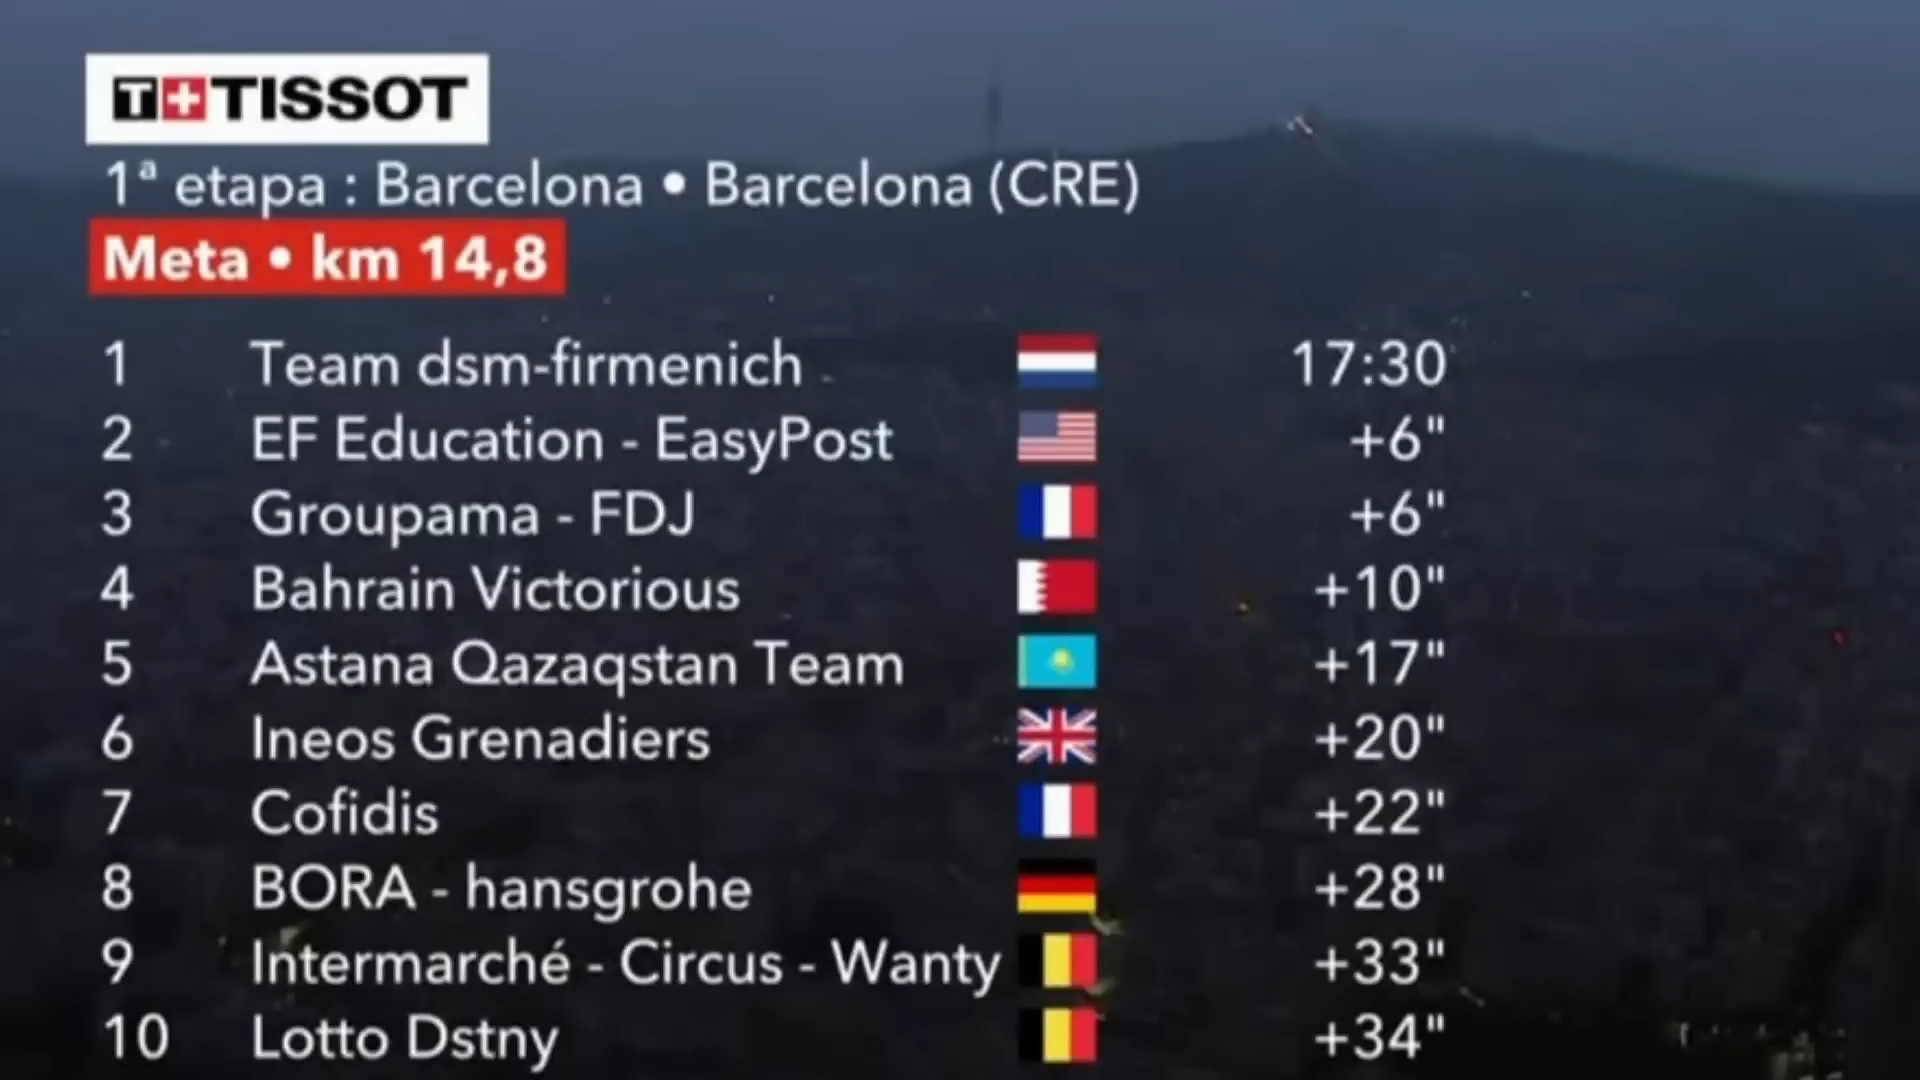 T+ TISSOT
1ª etapa : Barcelona • Barcelona (CRE)
Meta • km 14,8
1 Team dsm-firmenich 17:30
2 EF Education - EasyPost +6"
3 Groupama - FDJ +6"
4 Bahrain Victorious +10"
5 Astana Qazaqstan Team +17"
6 Ineos Grenadiers +20"
7 Cofidis +22"
8 BORA - hansgrohe +28"
9 Intermarché - Circus - Wanty +33"
10 Lotto Dstny +34"